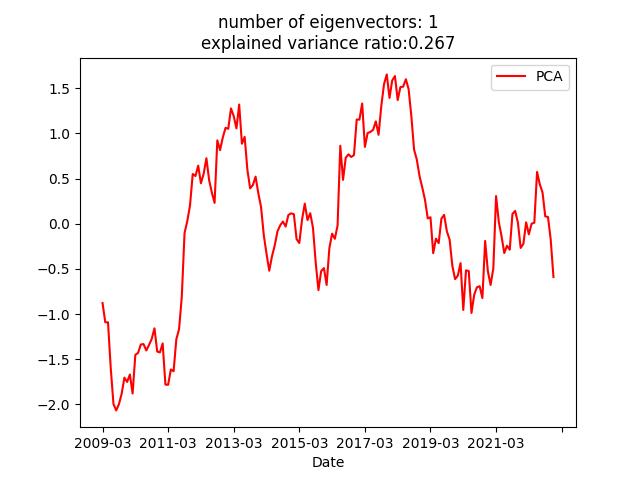 number of eigenvectors: 1
explained variance ratio:0.267
PCA
1.5
1.0
0.5
0.0
−0.5
−1.0
−1.5
−2.0
2009-03 2011-03 2013-03 2015-03 2017-03 2019-03 2021-03
Date